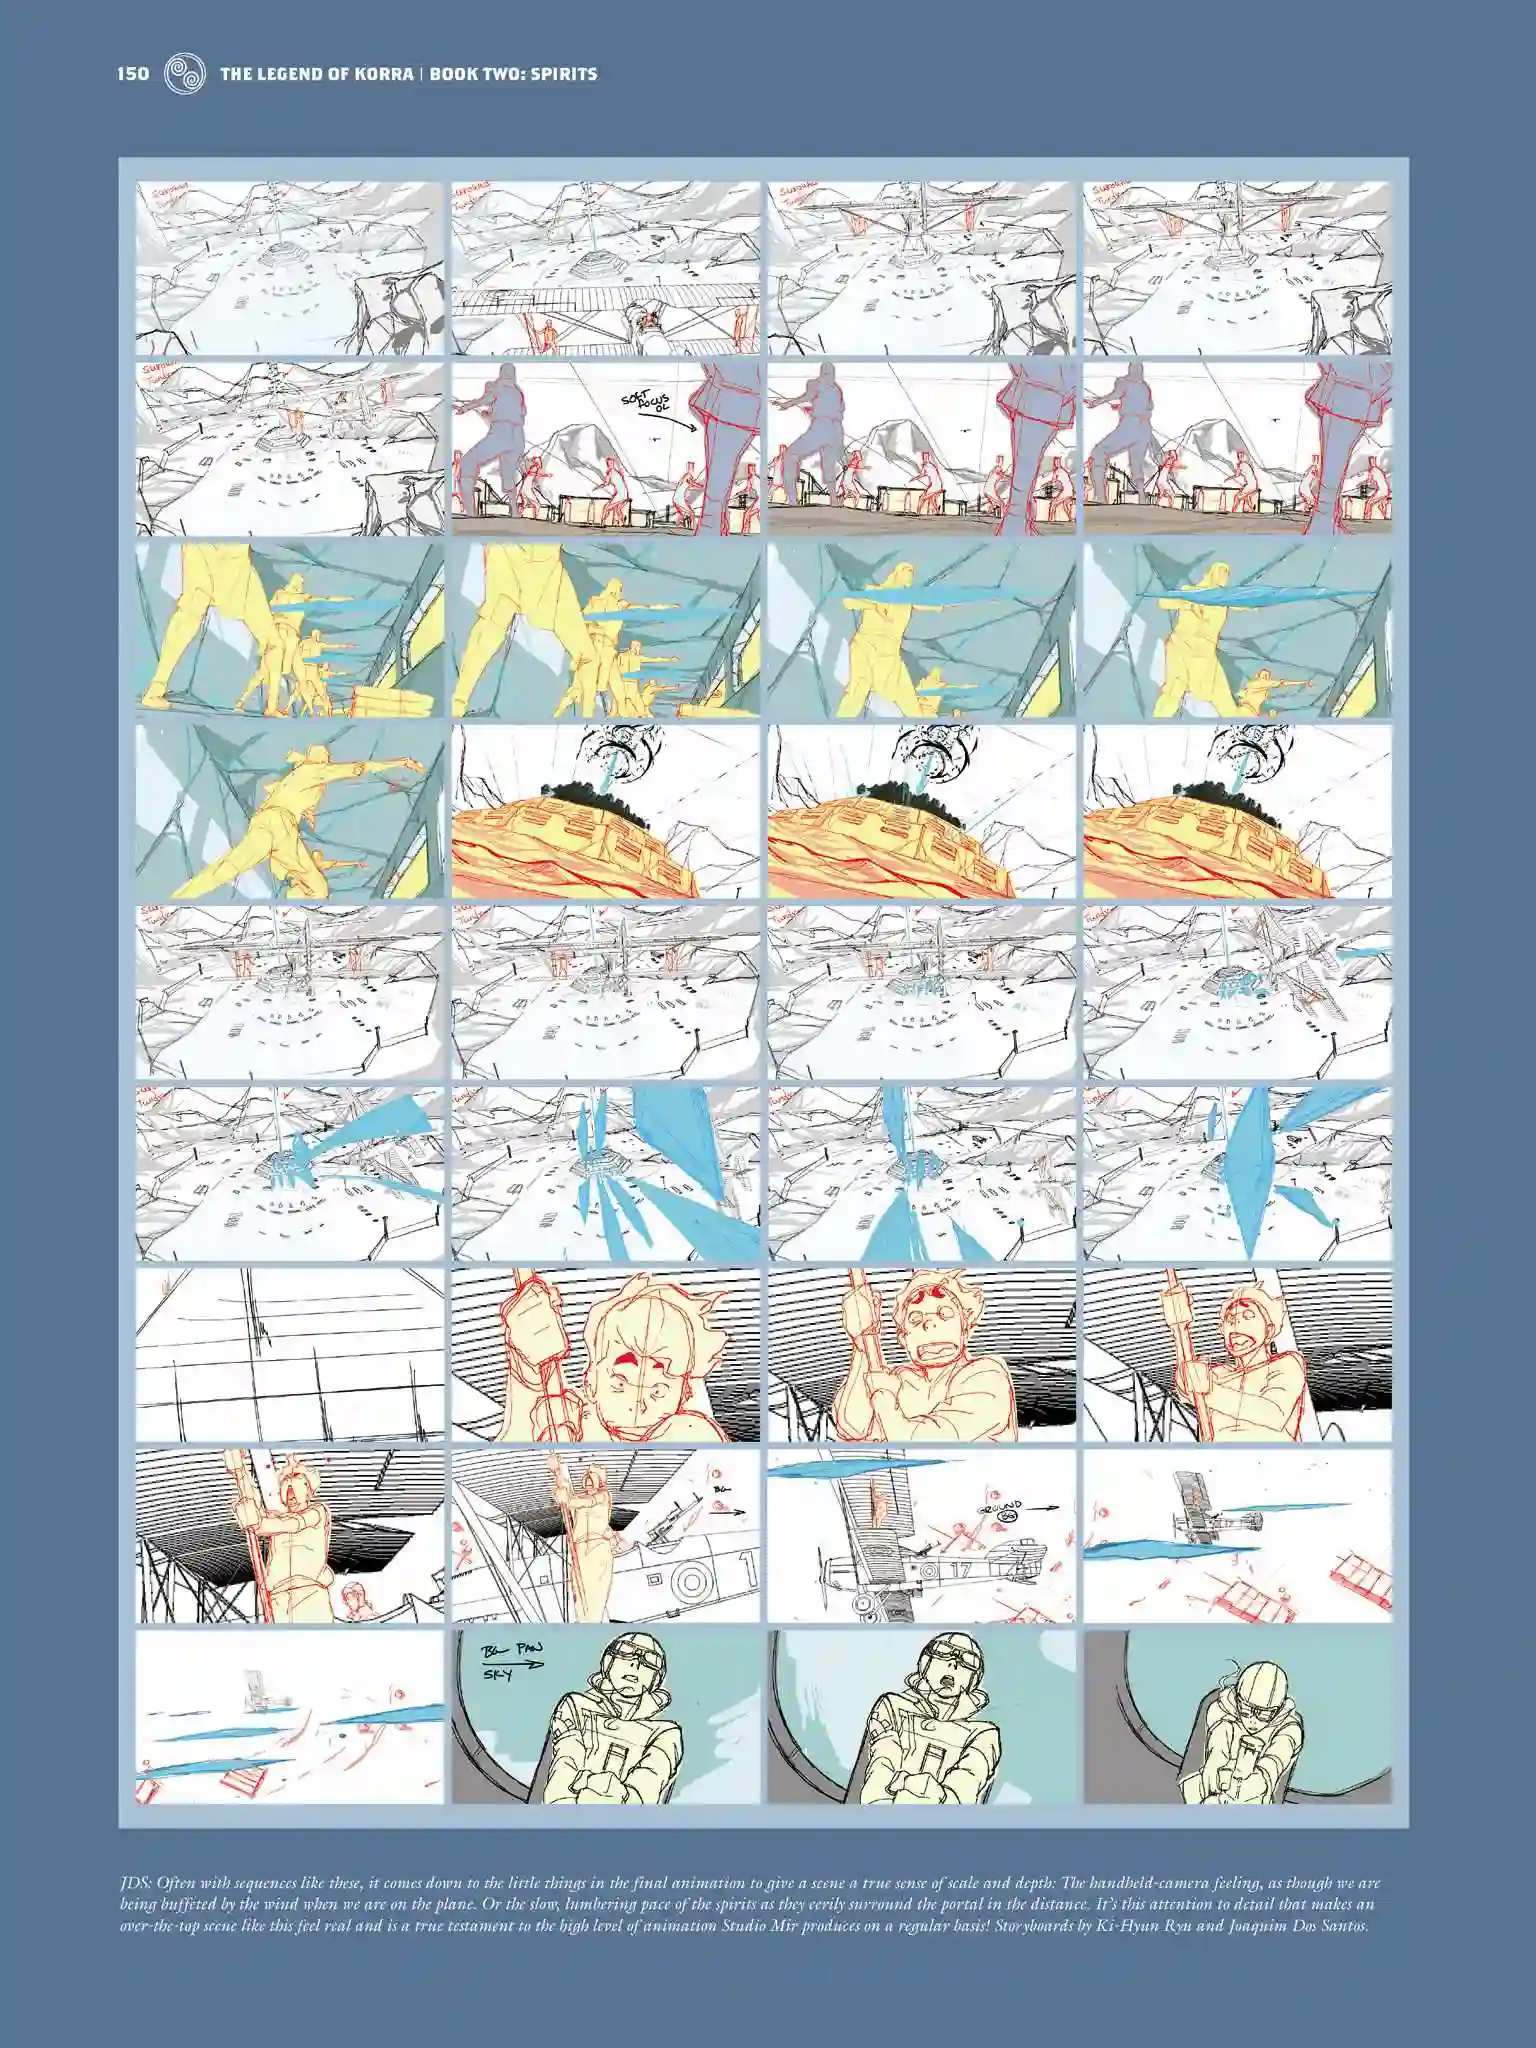 150 THE LEGEND OF KORRA | BOOK TWO: SPIRITS
SOFT
FOCUS
OL
BG
GROUND
BG
17
1
BG PAN
SKY
JDS: Often with sequences like these, it comes down to the little things in the final animation to give a scene a true sense of scale and depth: The handheld-camera feeling, as though we are
being buffeted by the wind when we are on the plane. Or the slow, lumbering pace of the spirits as they eerily surround the portal in the distance. It's this attention to detail that makes an
over-the-top scene like this feel real and is a true testament to the high level of animation Studio Mir produces on a regular basis! Storyboards by Ki-Hyun Ryu and Joaquim Dos Santos.